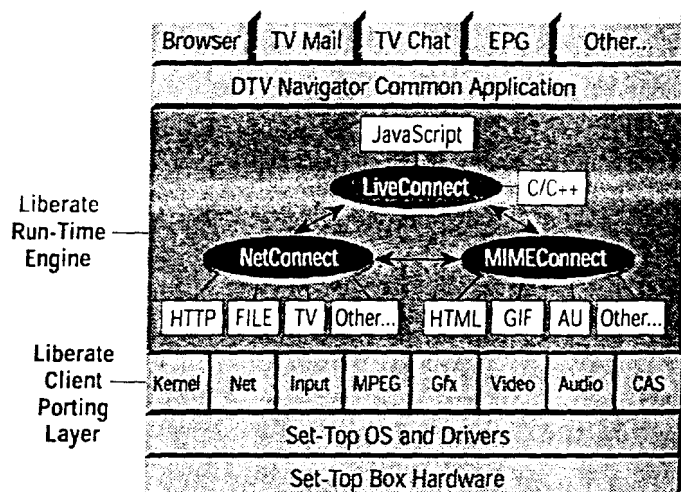 Browser TV Mail TV Chat EPG Other...
DTV Navigator Common Application
JavaScript
LiveConnect C/C++
Liberate
Run-Time
Engine
NetConnect MIMEConnect
HTTP FILE TV Other... HTML GIF AU Other...
Liberate
Client
Porting
Layer
Kernel Net Input MPEG Gfx Video Audio CAS
Set-Top OS and Drivers
Set-Top Box Hardware